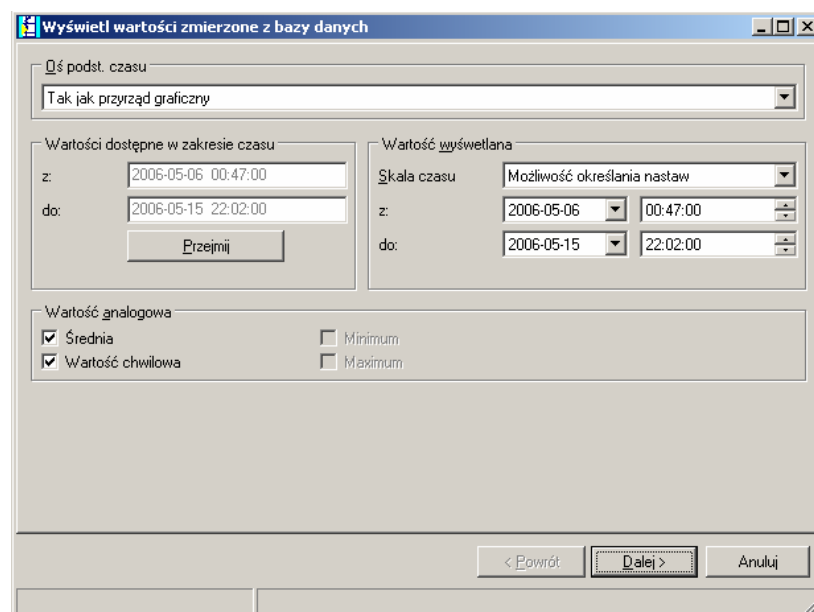 Wyświetl wartości zmierzone z bazy danych
Oś podst. czasu
Tak jak przyrząd graficzny
Wartości dostępne w zakresie czasu
z: 2006-05-06 00:47:00
do: 2006-05-15 22:02:00
Przejmij
Wartość wyświetlana
Skala czasu Możliwość określania nastaw
z: 2006-05-06 00:47:00
do: 2006-05-15 22:02:00
Wartość analogowa
Średnia Minimum
Wartość chwilowa Maximum
< Powrót Dalej > Anuluj